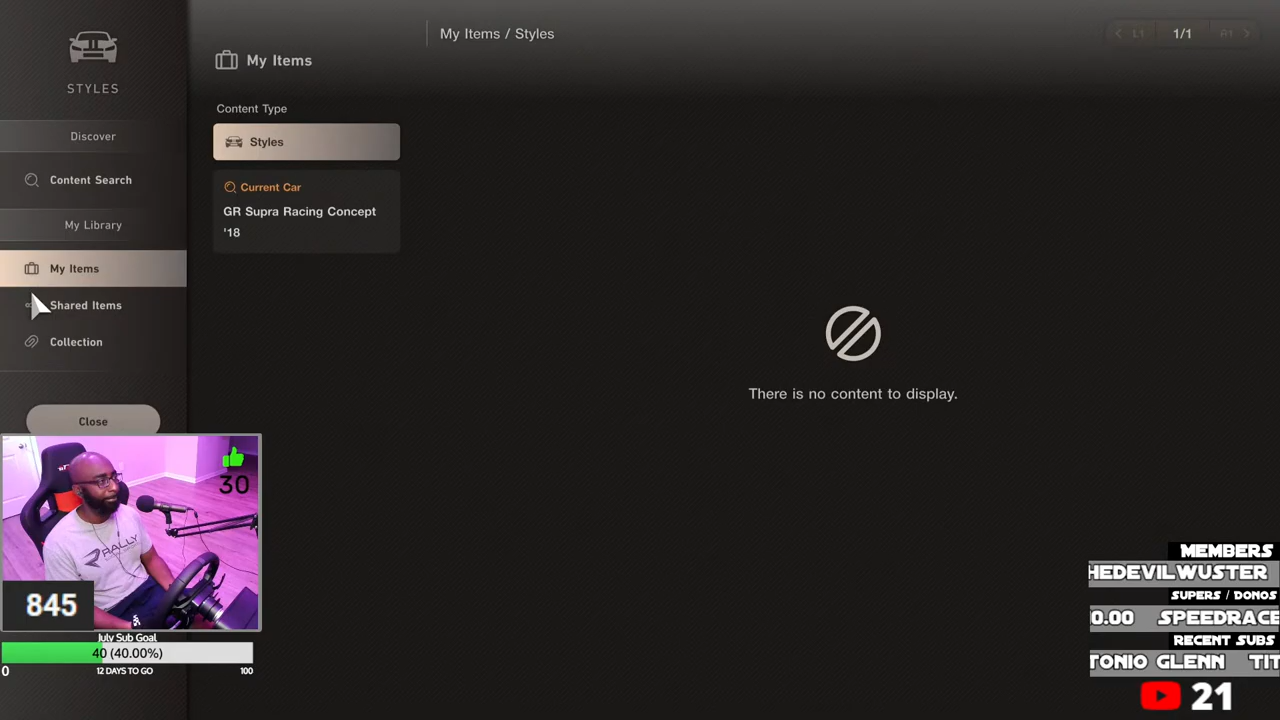 STYLES
Discover
Content Search
My Library
My Items
Shared Items
Collection
Close
My Items
Content Type
Styles
Current Car
GR Supra Racing Concept
'18
My Items / Styles
L1
1/1
R1
There is no content to display.
30
RALLY
845
July Sub Goal
40 (40.00%)
0
12 DAYS TO GO
100
MEMBERS
HEDEVILWUSTER
SUPERS / DONOS
0.00 SPEEDRACE
RECENT SUBS
TONIO GLENN TIT
21